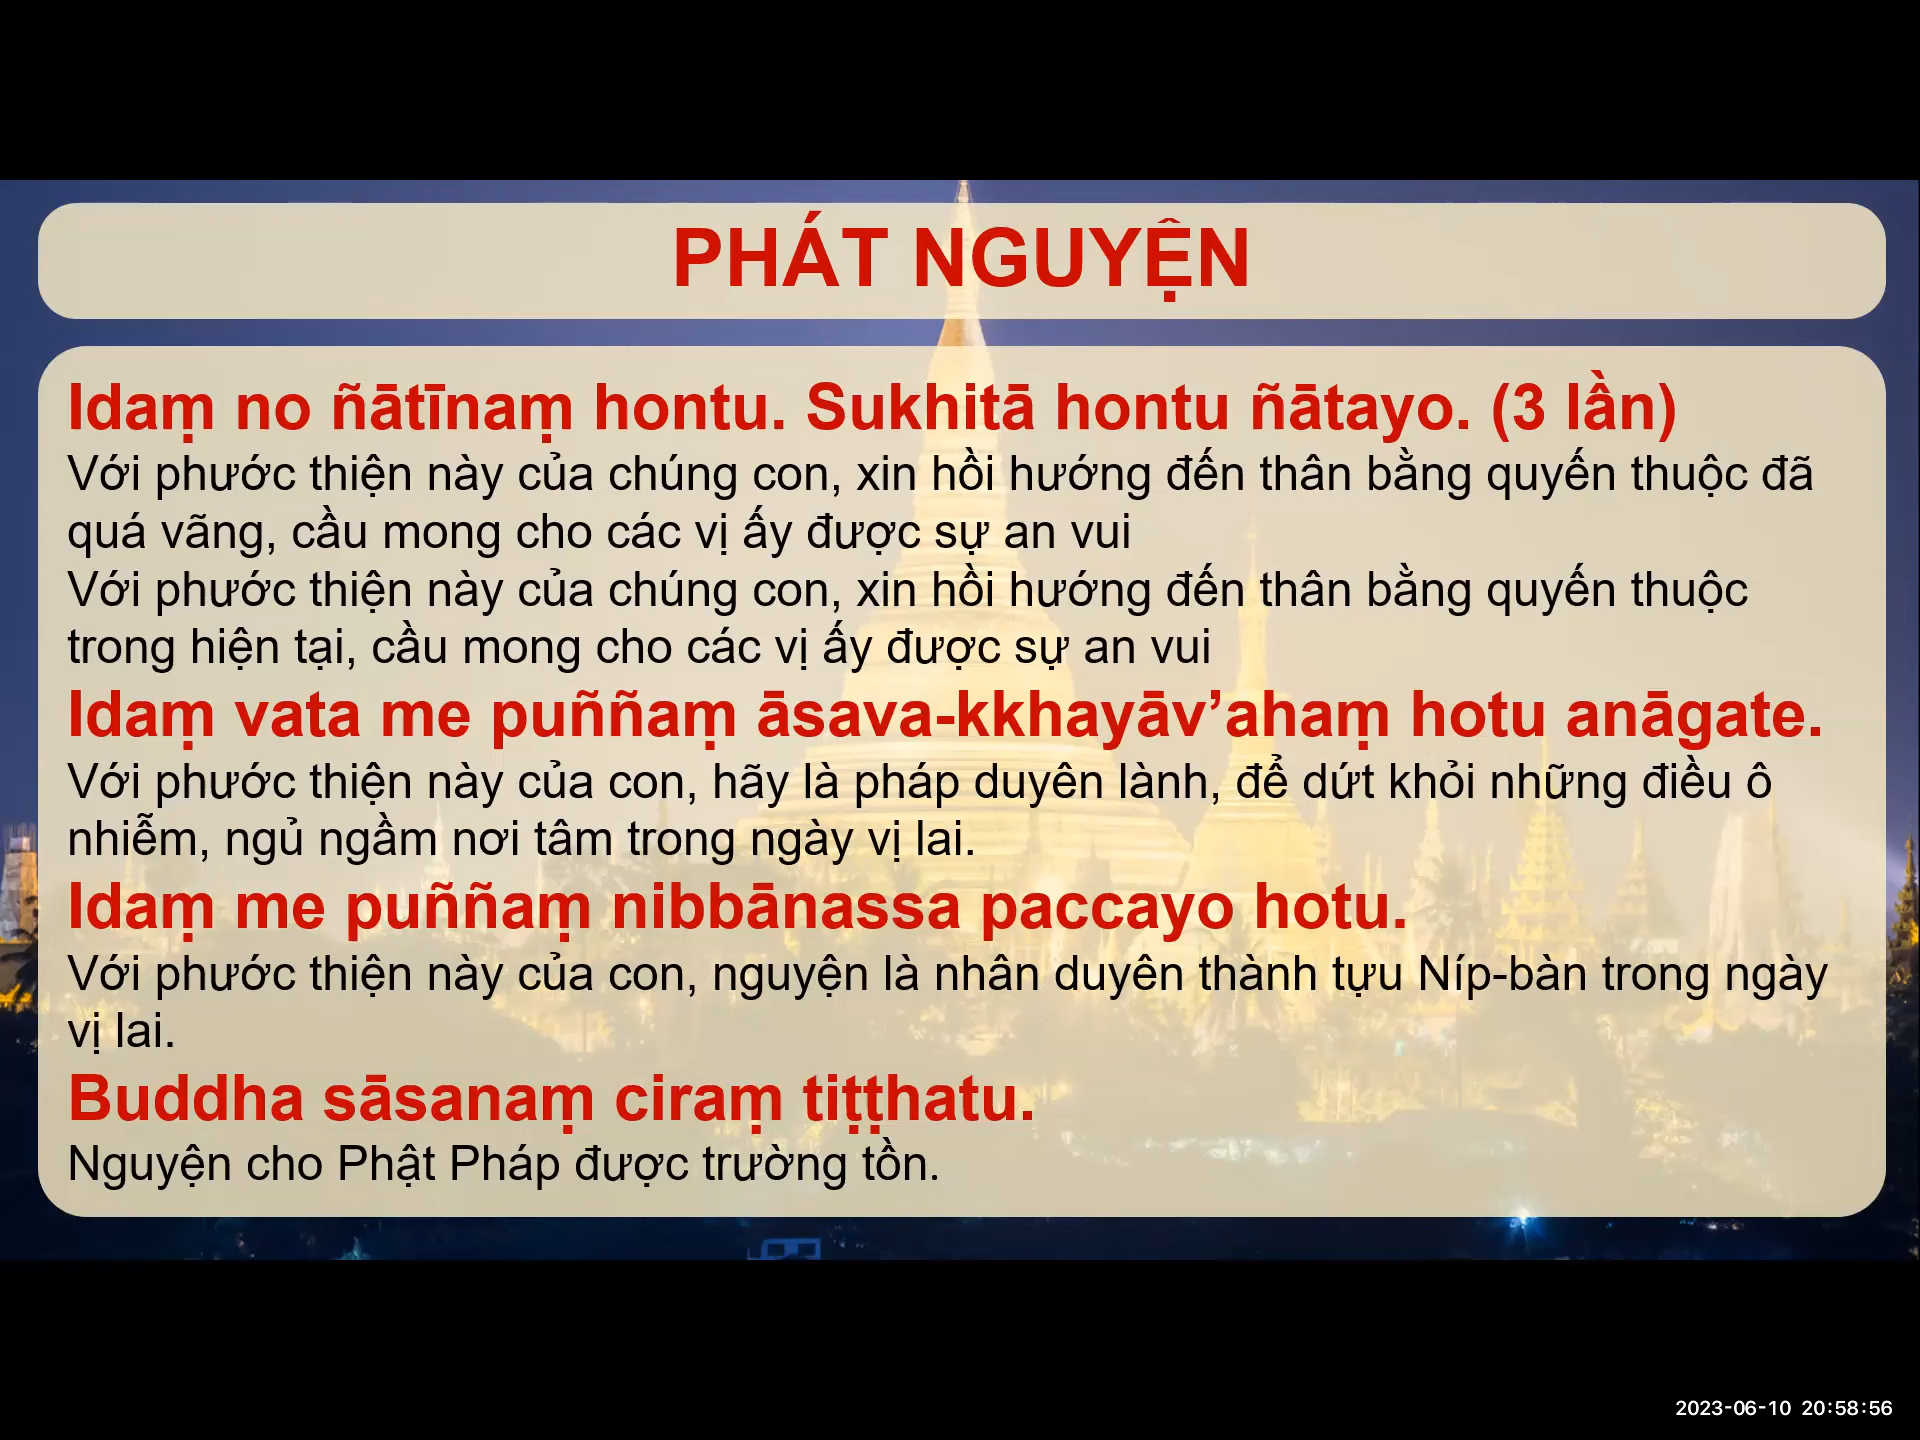 PHÁT NGUYỆN
Idaṃ no ñātīnaṃ hontu. Sukhitā hontu ñātayo. (3 lần)
Với phước thiện này của chúng con, xin hồi hướng đến thân bằng quyến thuộc đã
quá vãng, cầu mong cho các vị ấy được sự an vui
Với phước thiện này của chúng con, xin hồi hướng đến thân bằng quyến thuộc
trong hiện tại, cầu mong cho các vị ấy được sự an vui
Idaṃ vata me puññaṃ āsava-kkhayāv’ahaṃ hotu anāgate.
Với phước thiện này của con, hãy là pháp duyên lành, để dứt khỏi những điều ô
nhiễm, ngủ ngầm nơi tâm trong ngày vị lai.
Idaṃ me puññaṃ nibbānassa paccayo hotu.
Với phước thiện này của con, nguyện là nhân duyên thành tựu Níp-bàn trong ngày
vị lai.
Buddha sāsanaṃ ciraṃ tiṭṭhatu.
Nguyện cho Phật Pháp được trường tồn.
2023-06-10 20:58:56